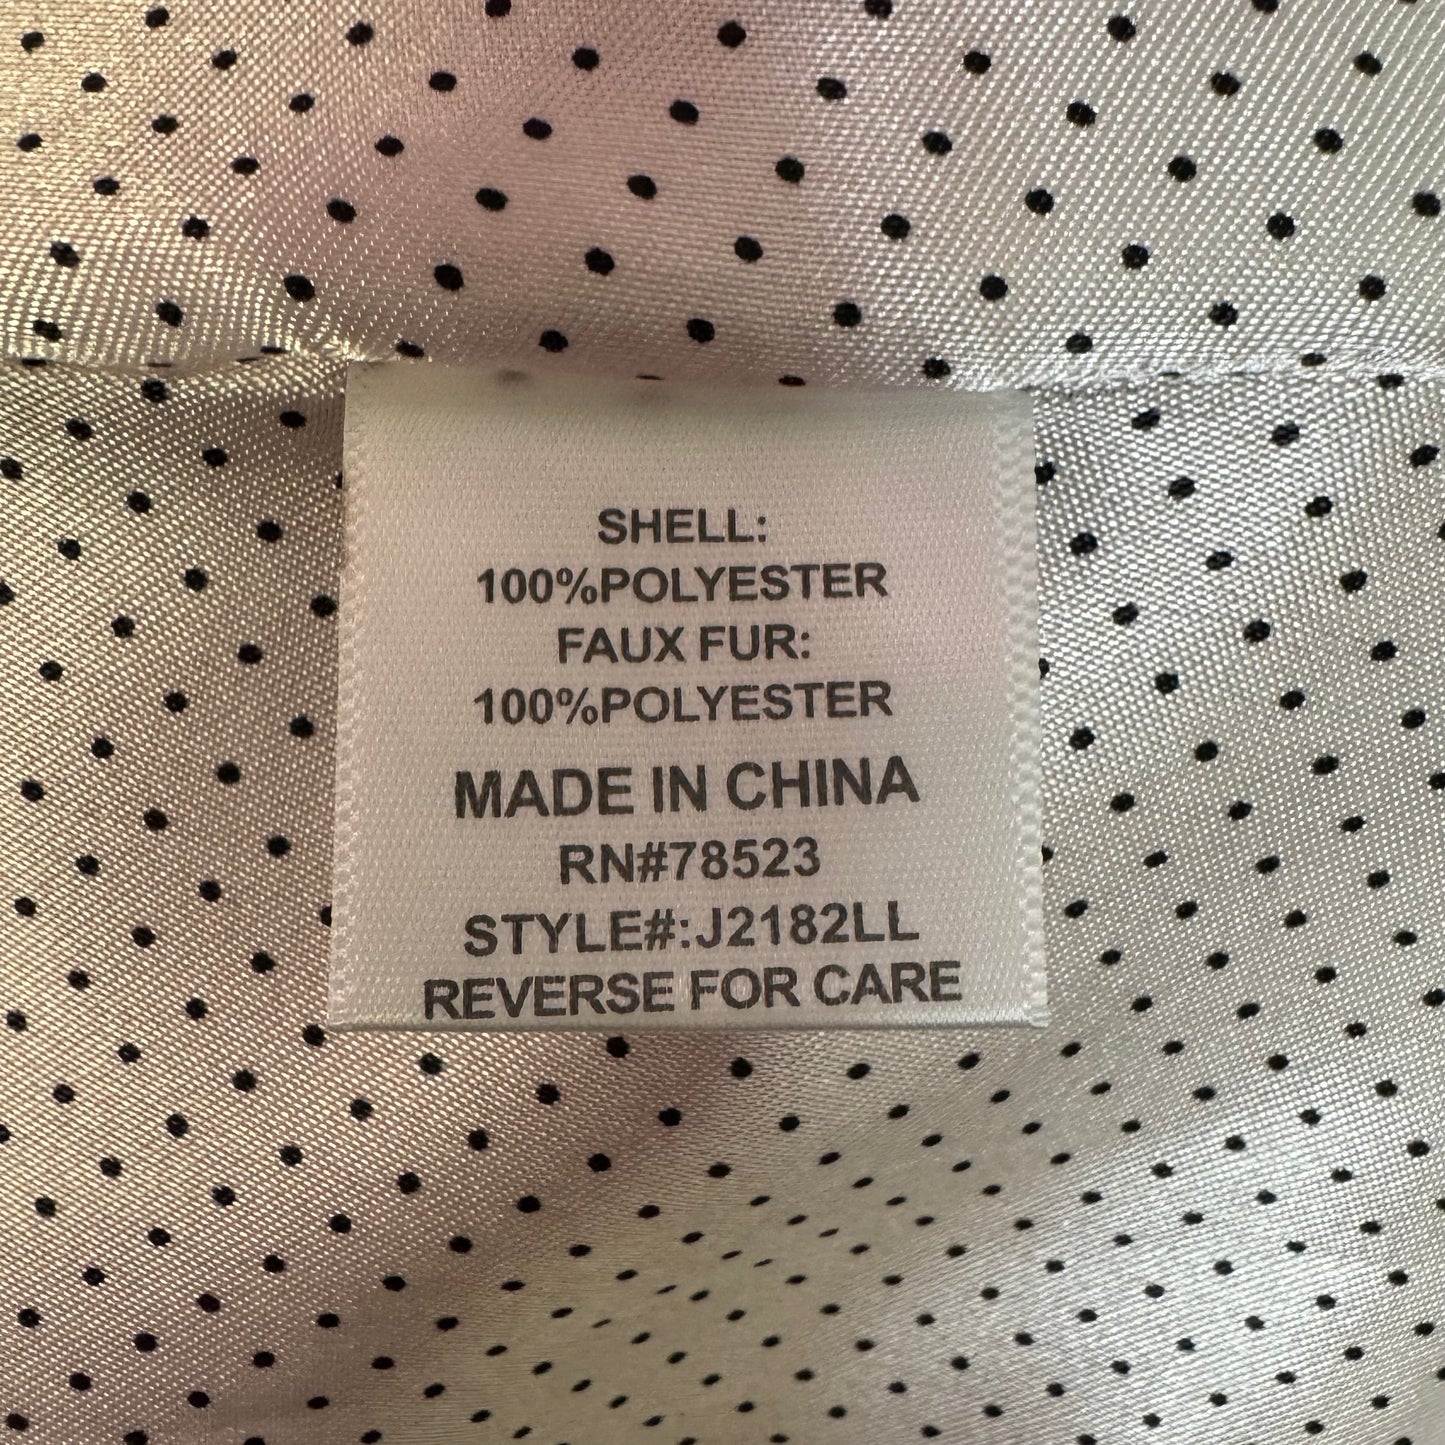 SHELL:
100%POLYESTER
FAUX FUR:
100%POLYESTER
MADE IN CHINA
RN#78523
STYLE#:J2182LL
REVERSE FOR CARE